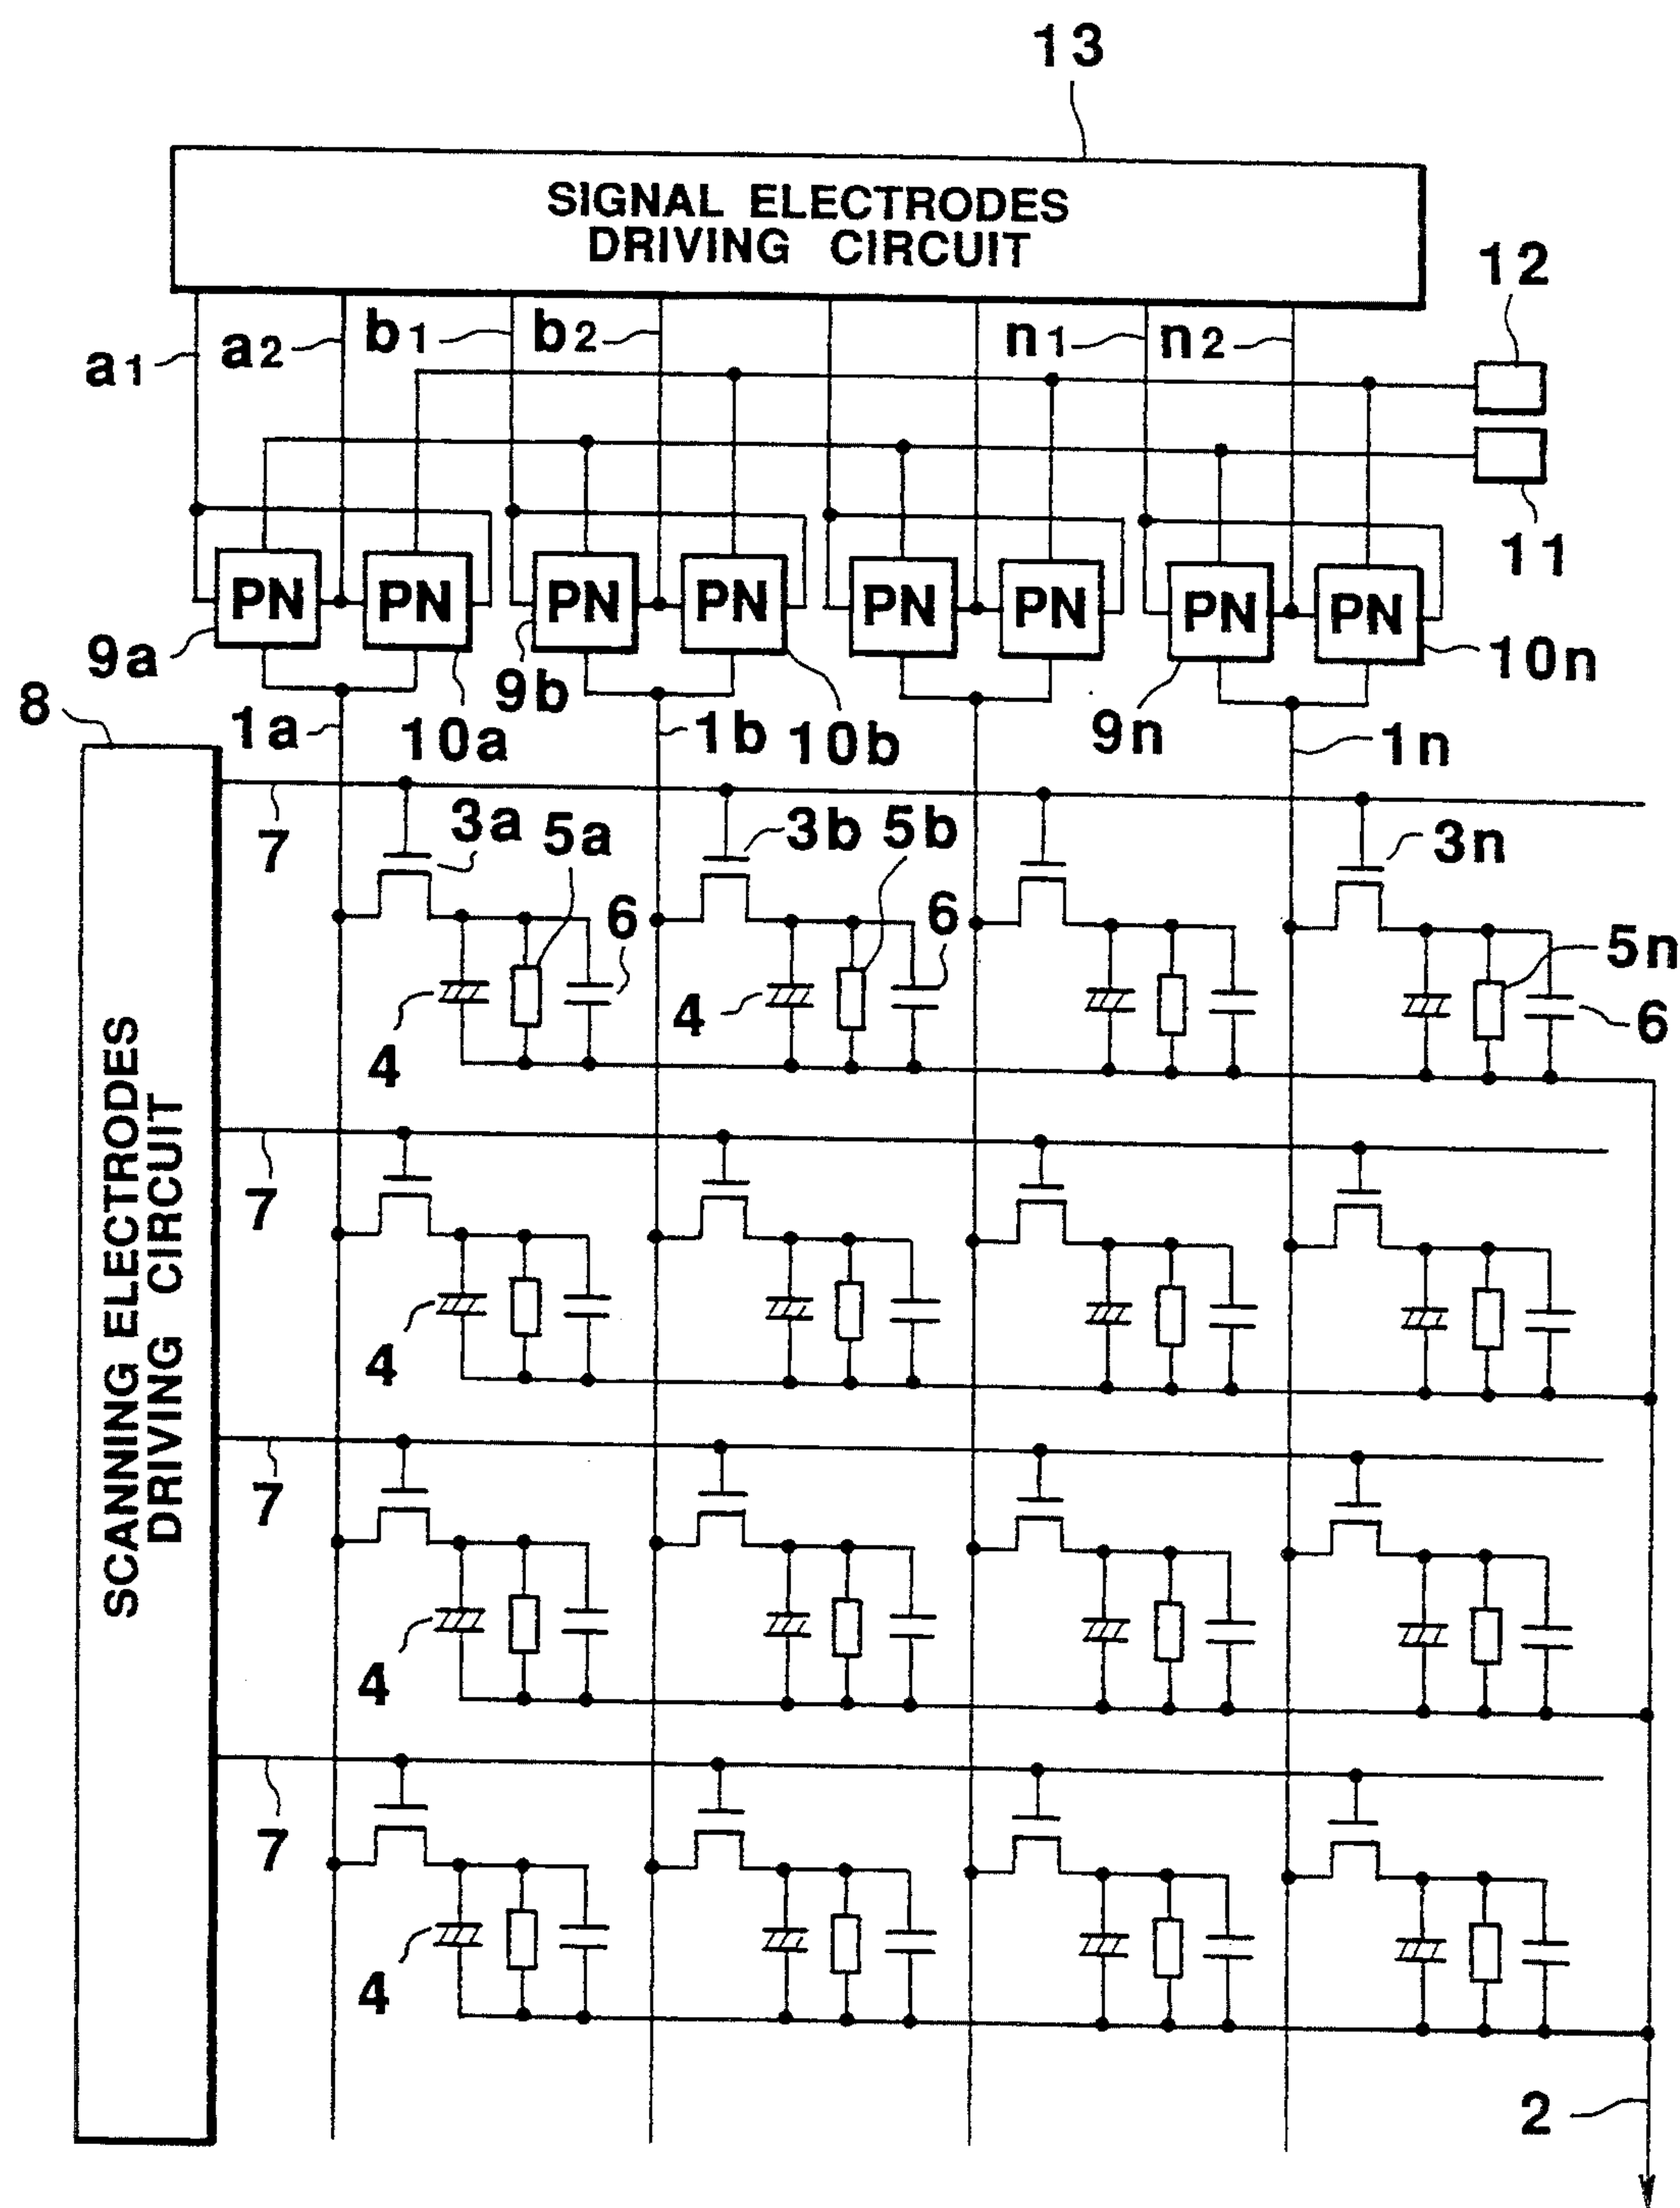 13
SIGNAL ELECTRODES
DRIVING CIRCUIT
12
a1
a2
b1
b2
n1
n2
11
PN
PN
PN
PN
PN
PN
PN
PN
9a
9b
10n
8
1a
10a
1b
10b
9n
1n
7
3a
5a
3b
5b
3n
6
6
5n
4
4
6
SCANNING ELECTRODES
DRIVING CIRCUIT
7
4
7
4
7
4
2